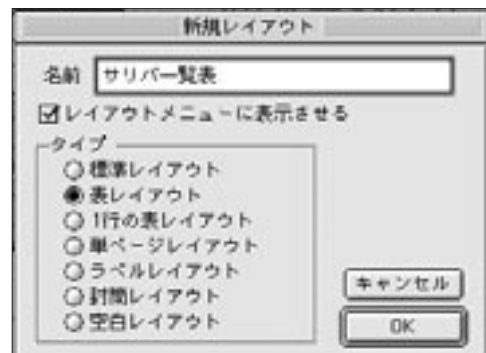 新規レイアウト
名前 サリバー覧表
レイアウトメニューに表示させる
タイプ
標準レイアウト
表レイアウト
1行の表レイアウト
単ページレイアウト
ラベルレイアウト
封筒レイアウト
空白レイアウト
キャンセル
OK